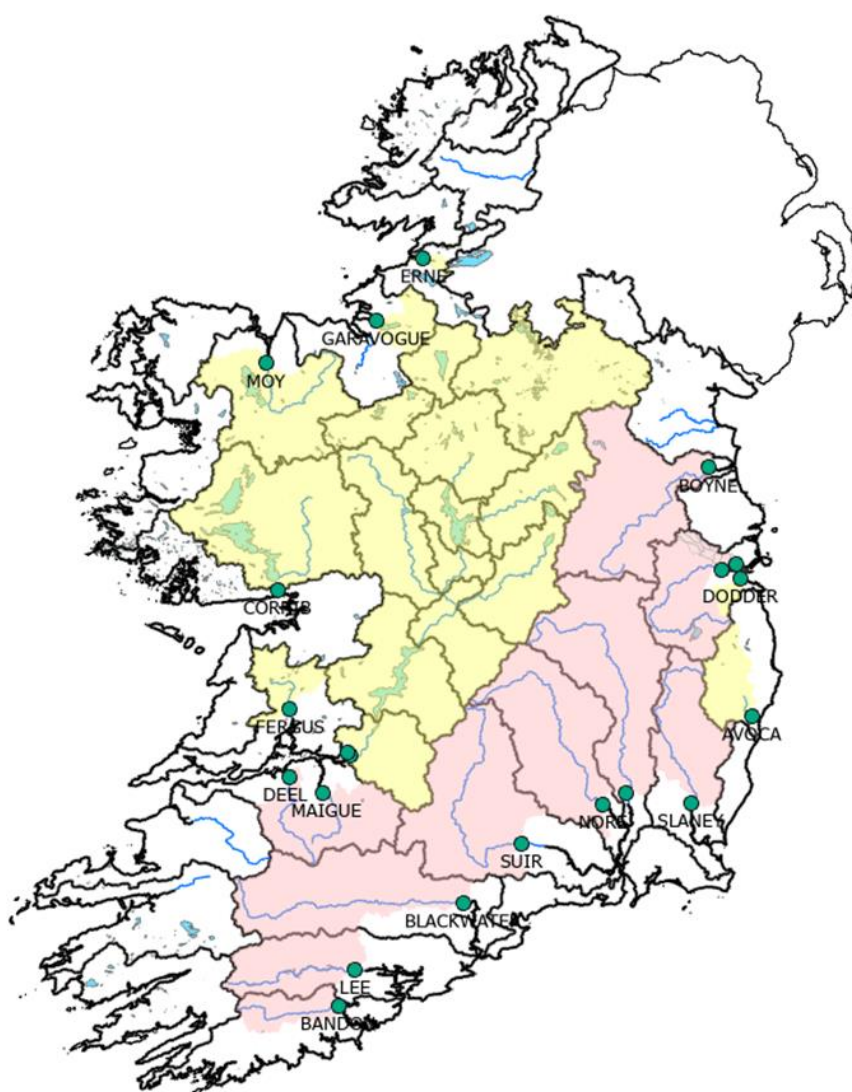 ERNE
GARAVOGUE
MOY
BOYNE
CORRIB
DODDER
FERGUS
AVOCA
DEEL
MAIGUE
NORE
SLANEY
SUIR
BLACKWATER
LEE
BANDON